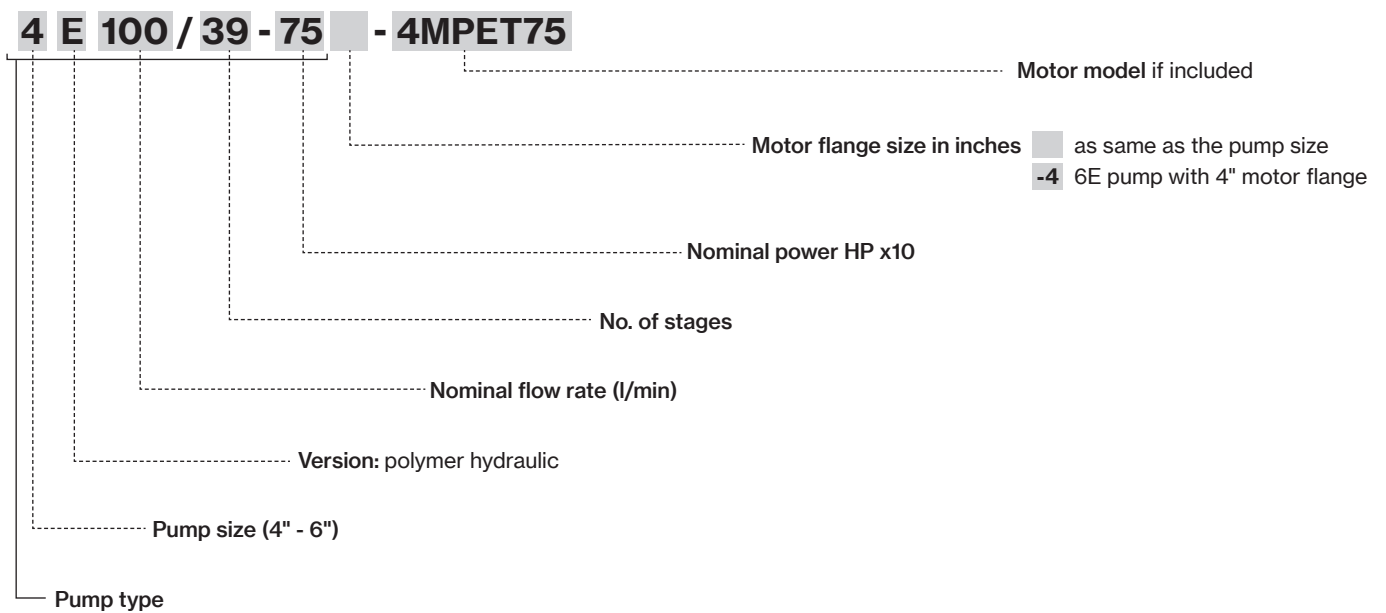 4 E 100 / 39 - 75 - 4MPET75
Motor model if included
Motor flange size in inches as same as the pump size
-4 6E pump with 4" motor flange
Nominal power HP x10
No. of stages
Nominal flow rate (l/min)
Version: polymer hydraulic
Pump size (4" - 6")
Pump type